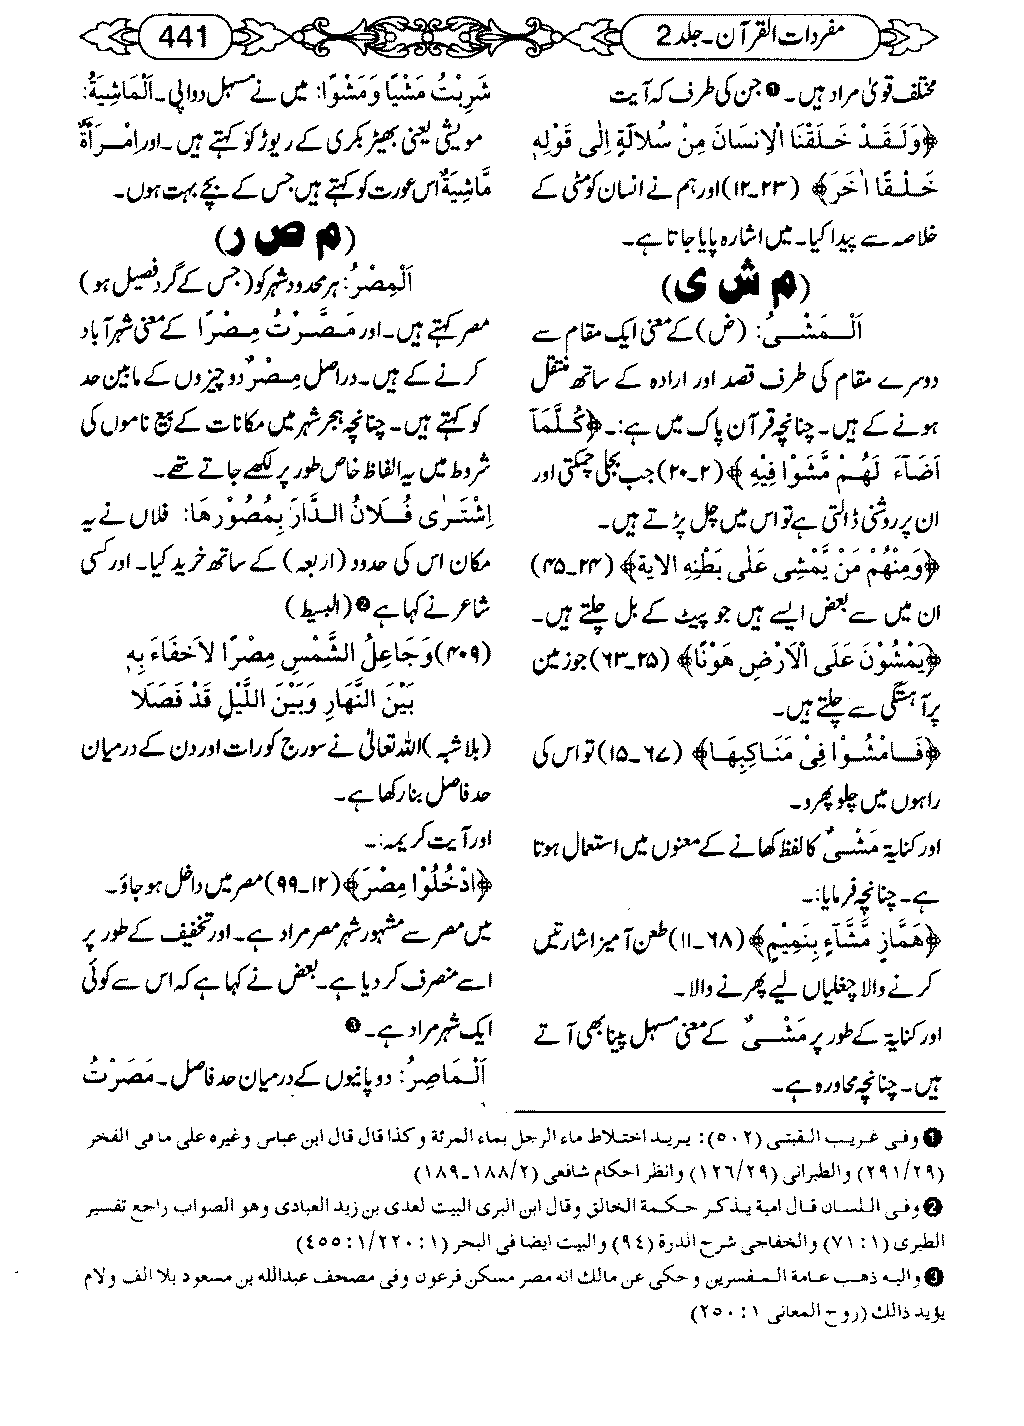 مفردات القرآن ۔ جلد 2
441
مختلف قویٰ مراد ہیں۔ ❶ جن کی طرف کہ آیت
﴿وَلَقَدْ خَلَقْنَا الْاِنْسَانَ مِنْ سُلَالَةٍ اِلٰى قَوْلِهٖ
خَلْقًا اٰخَرَ﴾ (۲۳۔۱۲) اور ہم نے انسان کو مٹی کے
خلاصہ سے پیدا کیا۔ میں اشارہ پایا جاتا ہے۔
(م ش ی)
اَلْمَشْیُ: (ض) کے معنی ایک مقام سے
دوسرے مقام کی طرف قصد اور ارادہ کے ساتھ منتقل
ہونے کے ہیں۔ چنانچہ قرآن پاک میں ہے:۔ ﴿كُلَّمَآ
اَضَآءَ لَهُمْ مَّشَوْا فِيْهِ﴾ (۲۔۲۰) جب بجلی چمکتی اور
ان پر روشنی ڈالتی ہے تو اس میں چل پڑتے ہیں۔
﴿وَمِنْهُمْ مَنْ يَّمْشِى عَلٰى بَطْنِهِ الاية﴾ (۲۴۔۴۵)
ان میں سے بعض ایسے ہیں جو پیٹ کے بل چلتے ہیں۔
﴿يَمْشُوْنَ عَلَى الْاَرْضِ هَوْنًا﴾ (۲۵۔۶۳) جو زمین
پر آہستگی سے چلتے ہیں۔
﴿فَامْشُوْا فِيْ مَنَاكِبِهَا﴾ (۶۷۔۱۵) تو اس کی
راہوں میں چلو پھرو۔
اور کنایۃ مَشْیٌ کا لفظ کھانے کے معنوں میں استعمال ہوتا
ہے۔ چنانچہ فرمایا:۔
﴿هَمَّازٍ مَّشَّاءٍ بِنَمِيْمٍ﴾ (۶۸۔۱۱) طعن آمیز اشارتیں
کرنے والا چغلیاں لیے پھرنے والا۔
اور کنایۃ کے طور پر مَشْیٌ کے معنی مسہل پینا بھی آتے
ہیں۔ چنانچہ محاورہ ہے۔
شَرِبْتُ مَشْيًا وَمَشْوًا: میں نے مسہل دوا پی۔ اَلْمَاشِيَةُ:
مویشی یعنی بھیڑ بکری کے ریوڑ کو کہتے ہیں۔ اور اِمْرَأَةٌ
مَّاشِيَةٌ اس عورت کو کہتے ہیں جس کے بچے بہت ہوں۔
(م ص ر)
اَلْمِصْرُ: ہر محدود شہر کو (جس کے گرد فصیل ہو)
مصر کہتے ہیں۔ اور مَصَّرْتُ مِصْرًا کے معنی شہر آباد
کرنے کے ہیں۔ دراصل مِصْرٌ دو چیزوں کے مابین حد
کو کہتے ہیں۔ چنانچہ ہجر شہر میں مکانات کے بیع ناموں کی
شروط میں یہ الفاظ خاص طور پر لکھے جاتے تھے۔
اِشْتَرٰى فُلَانُ الدَّارَ بِمُصُوْرِهَا: فلاں نے یہ
مکان اس کی حدود (اربعہ) کے ساتھ خرید کیا۔ اور کسی
شاعر نے کہا ہے ❷ (البسیط)
(۴۰۹) وَجَاعِلُ الشَّمْسِ مِصْرًا لَاخَفَاءَ بِهٖ
بَيْنَ النَّهَارِ وَبَيْنَ اللَّيْلِ قَدْ فَصَلَا
(بلاشبہ) اللہ تعالیٰ نے سورج کو رات اور دن کے درمیان
حد فاصل بنا رکھا ہے۔
اور آیت کریمہ:۔
﴿اُدْخُلُوْا مِصْرَ﴾ (۱۲۔۹۹) مصر میں داخل ہو جاؤ۔
میں مصر سے مشہور شہر مصر مراد ہے۔ اور تخفیف کے طور پر
اسے منصرف کر دیا ہے۔ بعض نے کہا ہے کہ اس سے کوئی
ایک شہر مراد ہے۔ ❸
اَلْمَاصِرُ: دو پانیوں کے درمیان حد فاصل۔ مَصَرْتُ
❶ وفی غریب القتبی (۵۰۲): یرید اختلاط ماء الرجل بماء المرئة وکذا قال قال ابن عباس وغیره علی ما فی الفخر
(۲۹۱/۲۹) والطبرانی (۱۲٦/۲۹) وانظر احکام شافعی (۱۸۸/۲۔۱۸۹)
❷ وفی اللسان قال امیة یذکر حکمة الخالق وقال ابن البری البیت لعدی بن زید العبادی وهو الصواب راجع تفسیر
الطبری (۱: ۷۱) والخفاجی شرح الدرة (۹٤) والبیت ایضا فی البحر (۱: ۱/۲۲۰: ٤۵۵)
❸ والیه ذهب عامة المفسرین و حکی عن مالك انه مصر مسکن فرعون وفی مصحف عبدالله بن مسعود بلا الف ولام
یؤید ذالك (روح المعانی ۱: ۲۵۰)